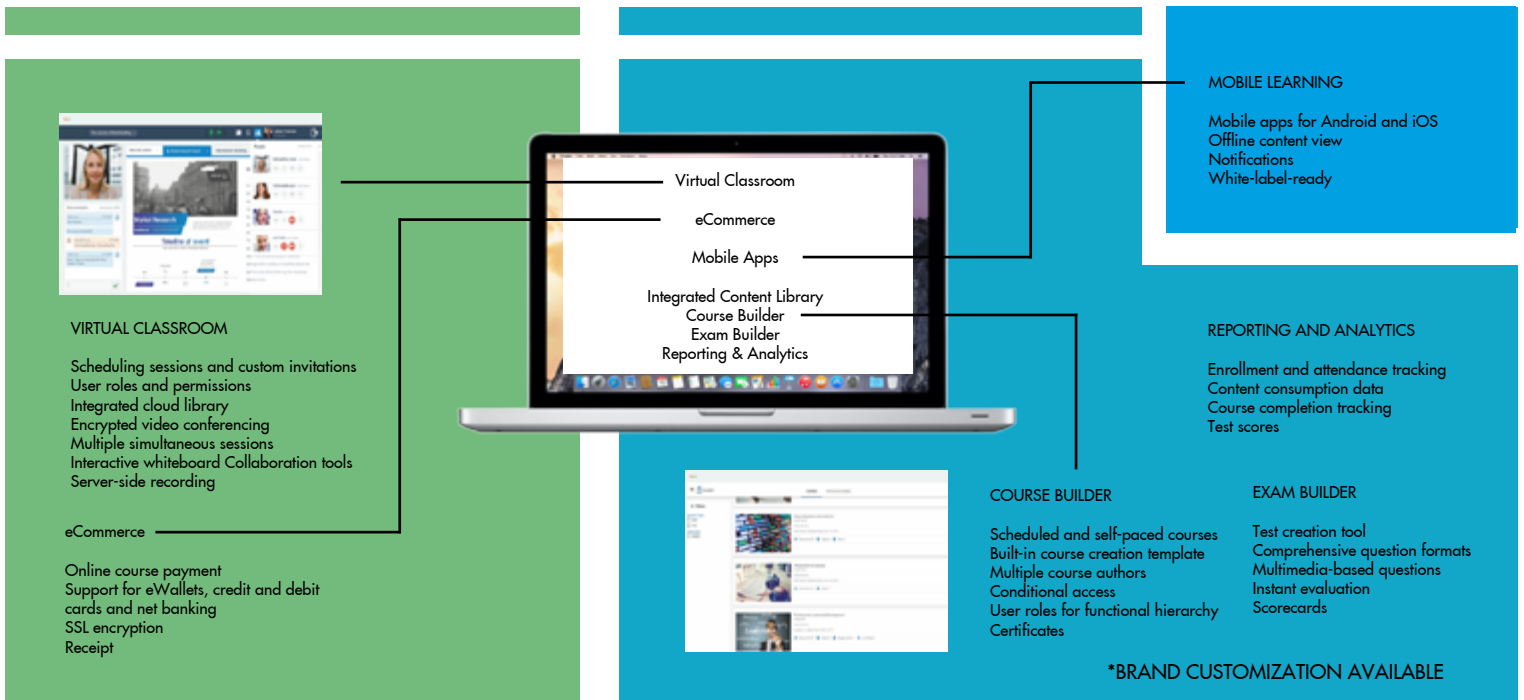 Virtual Classroom
eCommerce
Mobile Apps
Integrated Content Library
Course Builder
Exam Builder
Reporting & Analytics
VIRTUAL CLASSROOM
Scheduling sessions and custom invitations
User roles and permissions
Integrated cloud library
Encrypted video conferencing
Multiple simultaneous sessions
Interactive whiteboard Collaboration tools
Server-side recording
eCommerce
Online course payment
Support for eWallets, credit and debit
cards and net banking
SSL encryption
Receipt
MOBILE LEARNING
Mobile apps for Android and iOS
Offline content view
Notifications
White-label-ready
REPORTING AND ANALYTICS
Enrollment and attendance tracking
Content consumption data
Course completion tracking
Test scores
COURSE BUILDER
Scheduled and self-paced courses
Built-in course creation template
Multiple course authors
Conditional access
User roles for functional hierarchy
Certificates
EXAM BUILDER
Test creation tool
Comprehensive question formats
Multimedia-based questions
Instant evaluation
Scorecards
*BRAND CUSTOMIZATION AVAILABLE